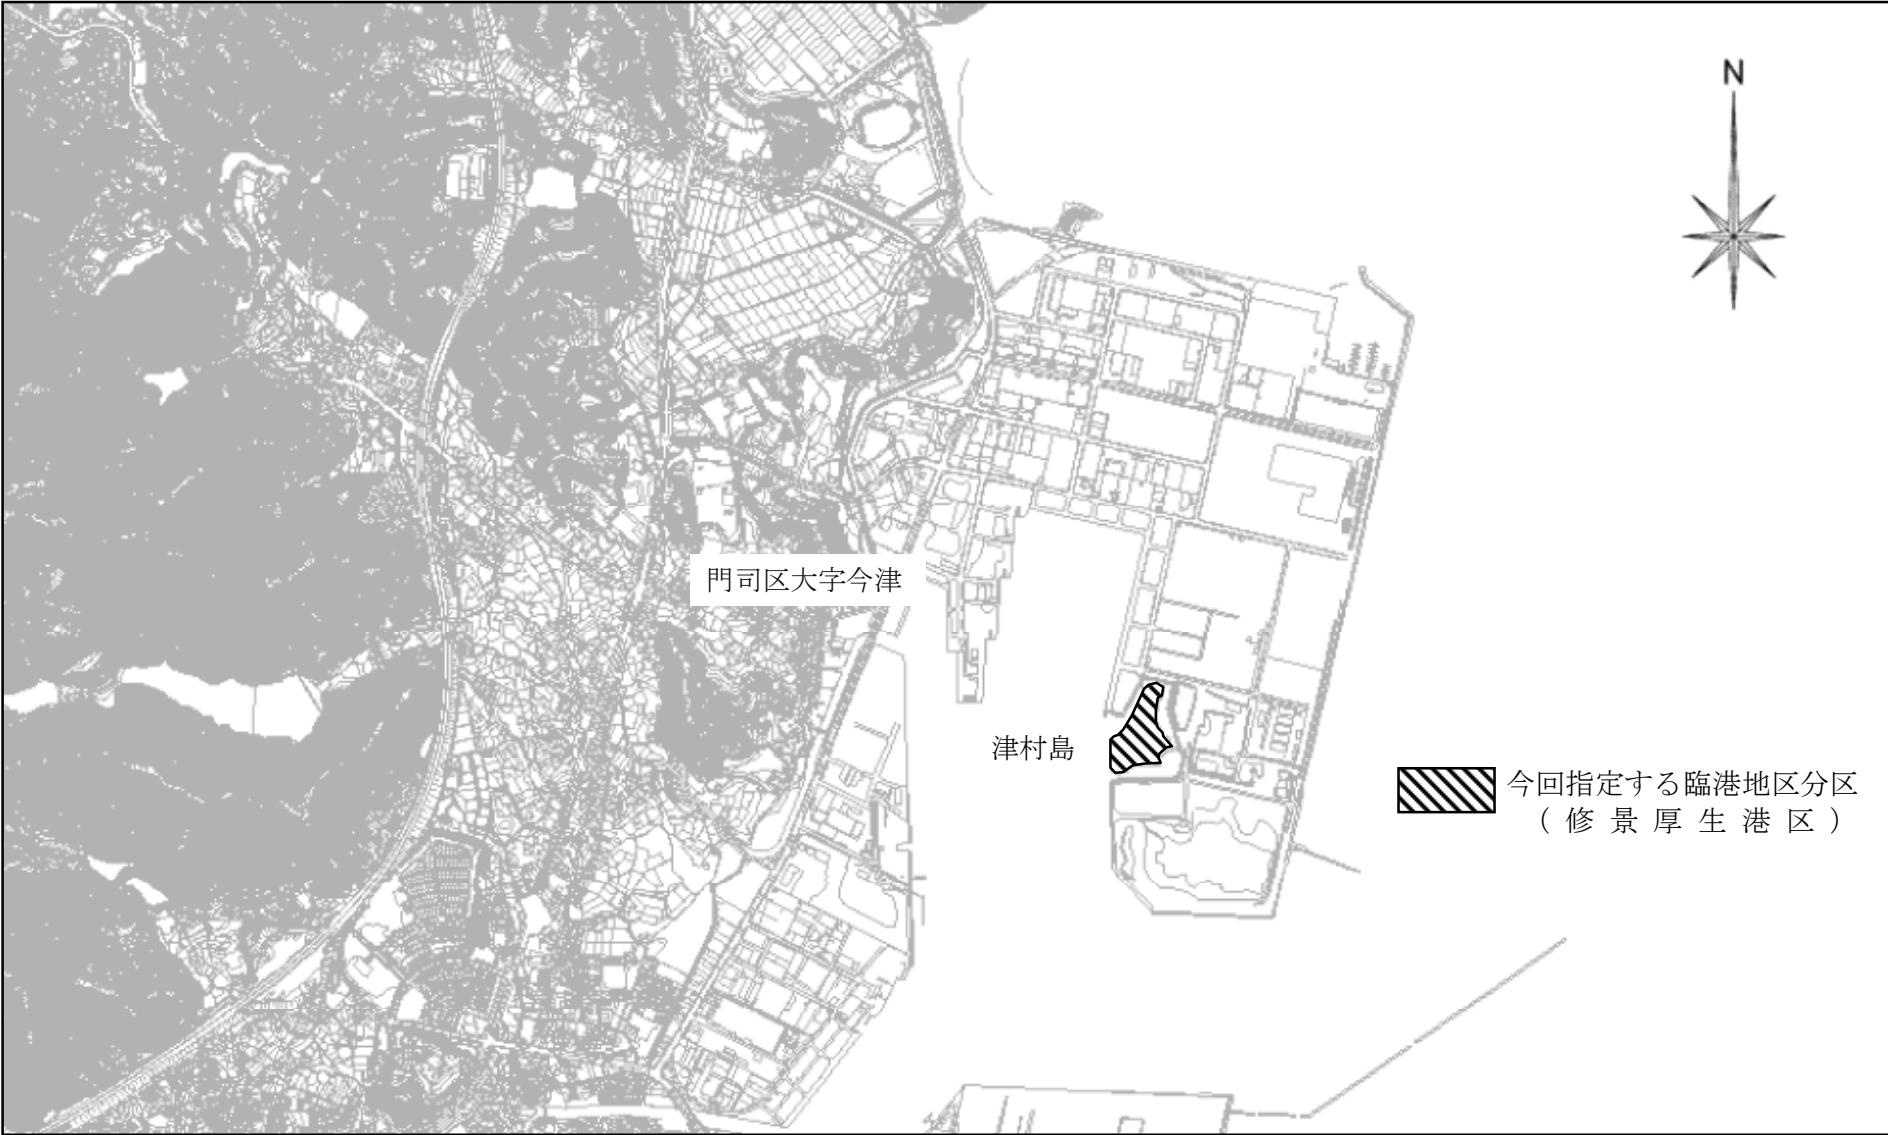 N
門司区大字今津
津村島
今回指定する臨港地区分区
（修景厚生港区）